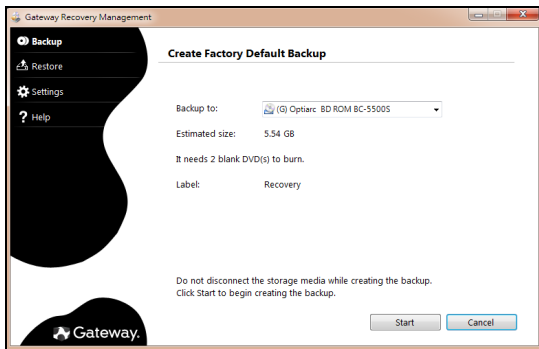 Gateway Recovery Management
Backup
Restore
Settings
? Help
Create Factory Default Backup
Backup to: (G) Optiarc BD ROM BC-5500S
Estimated size: 5.54 GB
It needs 2 blank DVD(s) to burn.
Label: Recovery
Do not disconnect the storage media while creating the backup.
Click Start to begin creating the backup.
Start Cancel
Gateway.